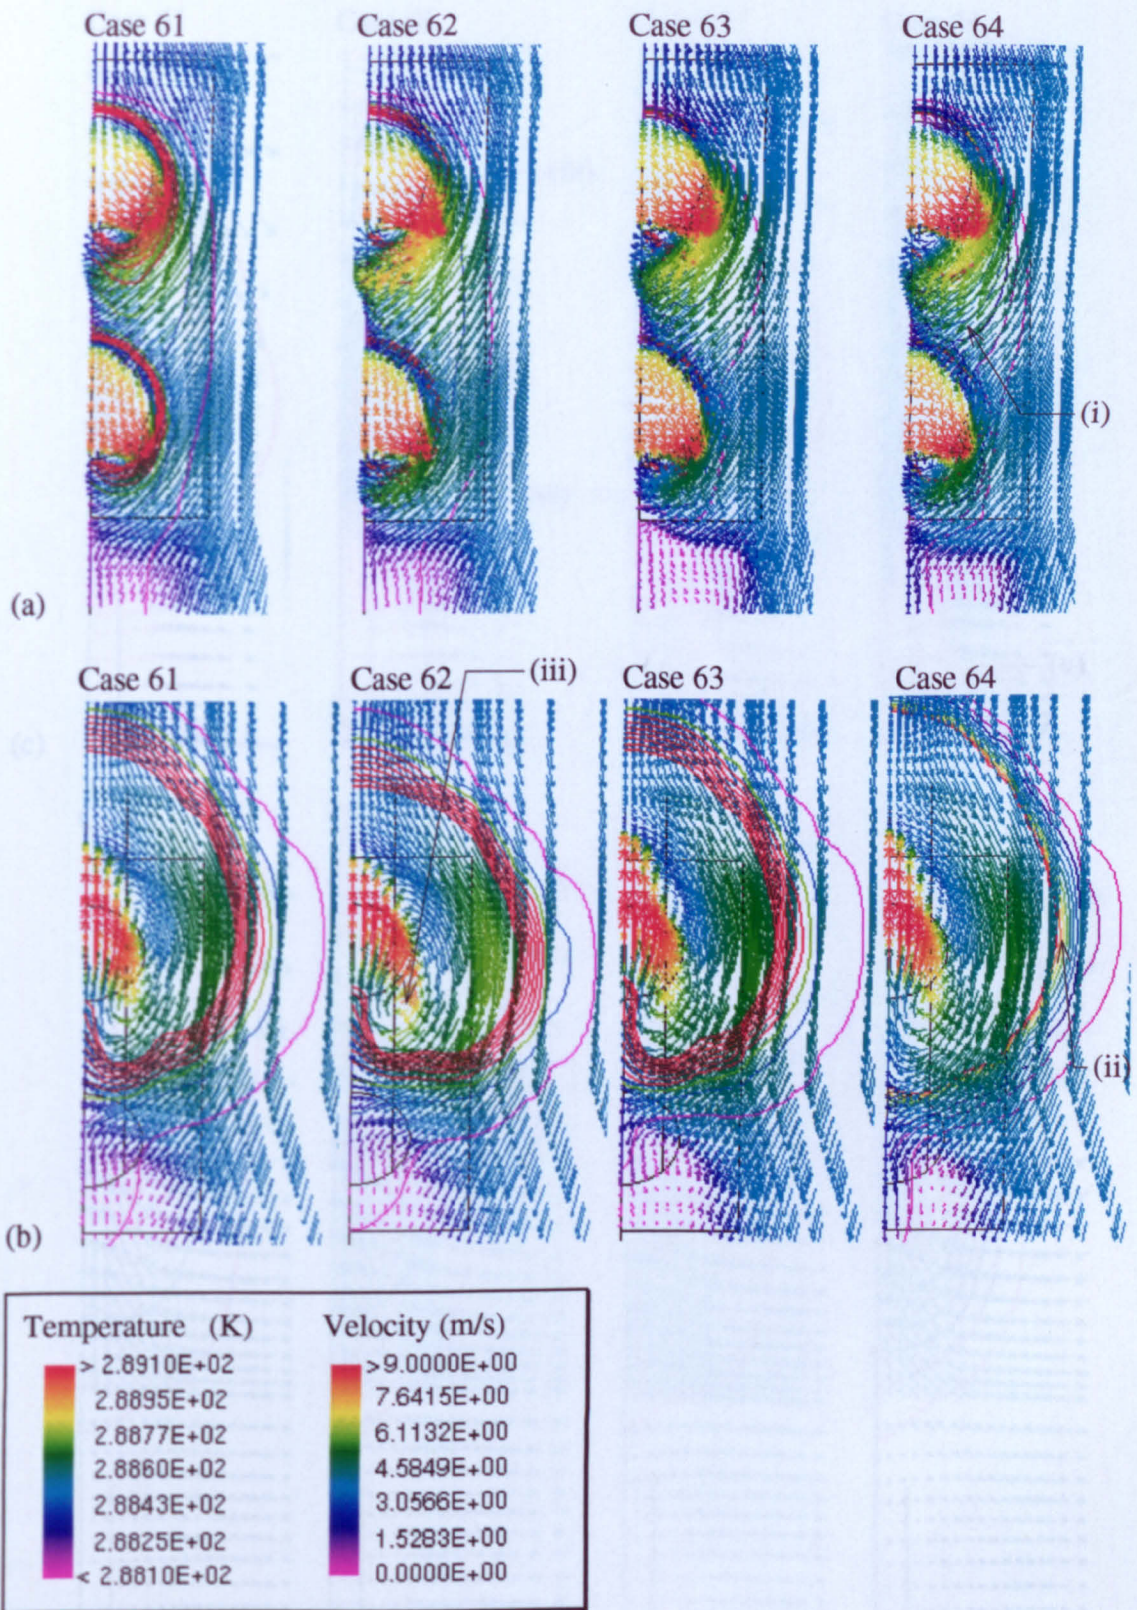 Case 61 Case 62 Case 63 Case 64
(i)
(a)
Case 61 Case 62 (iii) Case 63 Case 64
(c)
(ii)
(b)
Temperature (K) Velocity (m/s)
> 2.8910E+02 >9.0000E+00
2.8895E+02 7.6415E+00
2.8877E+02 6.1132E+00
2.8860E+02 4.5849E+00
2.8843E+02 3.0566E+00
2.8825E+02 1.5283E+00
< 2.8810E+02 0.0000E+00